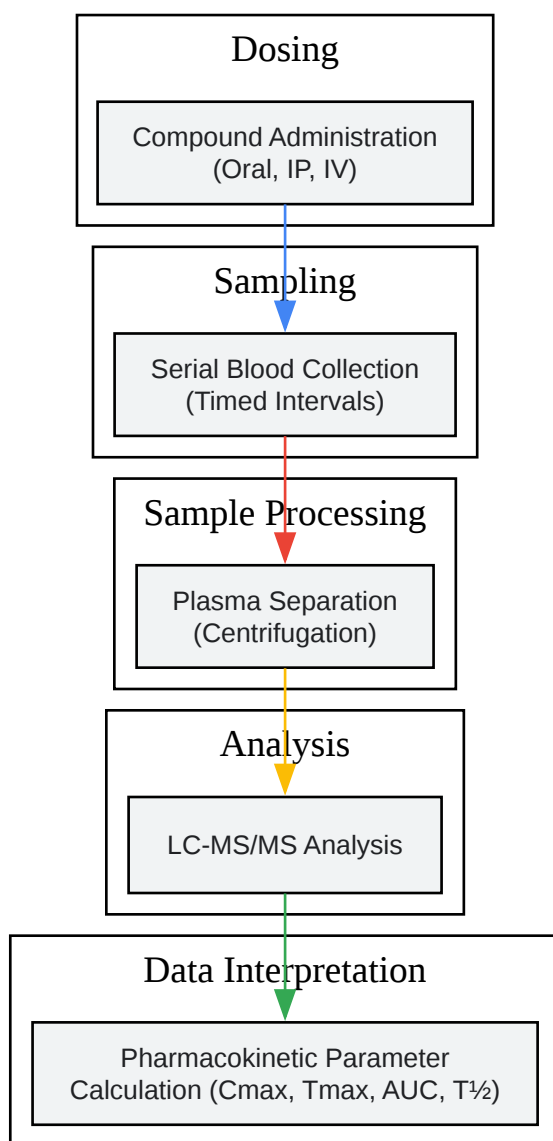 Dosing
Compound Administration
(Oral, IP, IV)
Sampling
Serial Blood Collection
(Timed Intervals)
Sample Processing
Plasma Separation
(Centrifugation)
Analysis
LC-MS/MS Analysis
Data Interpretation
Pharmacokinetic Parameter
Calculation (Cmax, Tmax, AUC, T½)